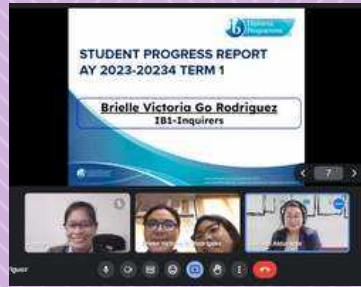 Diploma
Programme
STUDENT PROGRESS REPORT
AY 2023-20234 TERM 1
Brielle Victoria Go Rodriguez
IB1-Inquirers
7